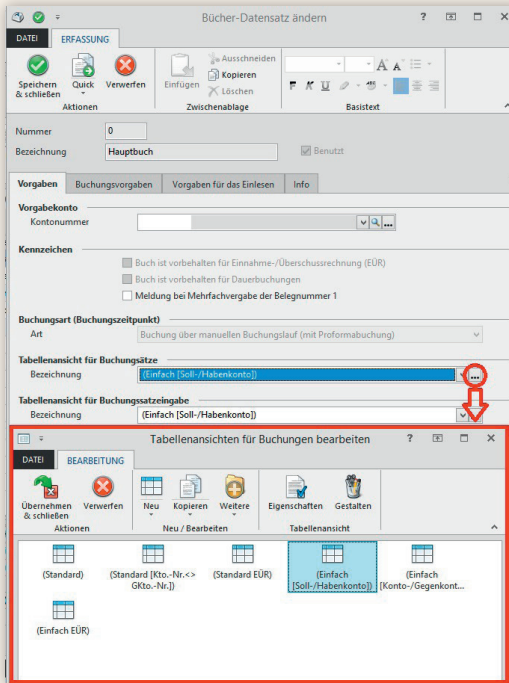 Bücher-Datensatz ändern
?
DATEI ERFASSUNG
Speichern & schließen
Quick
Verwerfen
Aktionen
Einfügen
Ausschneiden
Kopieren
Löschen
Zwischenablage
A A
F K U
Basistext
Nummer 0
Bezeichnung Hauptbuch Benutzt
Vorgaben Buchungsvorgaben Vorgaben für das Einlesen Info
Vorgabekonto
Kontonummer ...
Kennzeichen
Buch ist vorbehalten für Einnahme-/Überschussrechnung (EÜR)
Buch ist vorbehalten für Dauerbuchungen
Meldung bei Mehrfachvergabe der Belegnummer 1
Buchungsart (Buchungszeitpunkt)
Art Buchung über manuellen Buchungslauf (mit Proformabuchung)
Tabellenansicht für Buchungsätze
Bezeichnung (Einfach [Soll-/Habenkonto]) ...
Tabellenansicht für Buchungssatzeingabe
Bezeichnung (Einfach [Soll-/Habenkonto])
Tabellenansichten für Buchungen bearbeiten
?
DATEI BEARBEITUNG
Übernehmen & schließen
Verwerfen
Aktionen
Neu
Kopieren
Weitere
Neu / Bearbeiten
Eigenschaften
Gestalten
Tabellenansicht
(Standard)
(Standard [Kto.-Nr.<> GKto.-Nr.])
(Standard EÜR)
(Einfach [Soll-/Habenkonto])
(Einfach [Konto-/Gegenkont...
(Einfach EÜR)